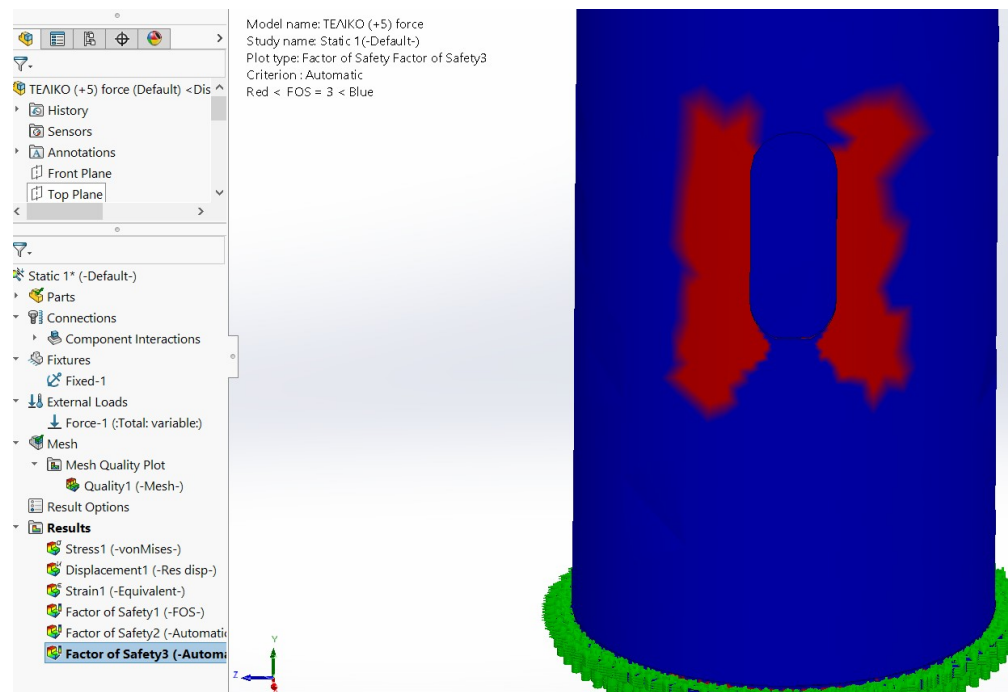 Model name: ΤΕΛΙΚΟ (+5) force
Study name: Static 1(-Default-)
Plot type: Factor of Safety Factor of Safety3
Criterion : Automatic
Red < FOS = 3 < Blue
ΤΕΛΙΚΟ (+5) force (Default) <Dis
History
Sensors
Annotations
Front Plane
Top Plane
Static 1* (-Default-)
Parts
Connections
Component Interactions
Fixtures
Fixed-1
External Loads
Force-1 (:Total: variable:)
Mesh
Mesh Quality Plot
Quality1 (-Mesh-)
Result Options
Results
Stress1 (-vonMises-)
Displacement1 (-Res disp-)
Strain1 (-Equivalent-)
Factor of Safety1 (-FOS-)
Factor of Safety2 (-Automatic
Factor of Safety3 (-Automa
Y
Z